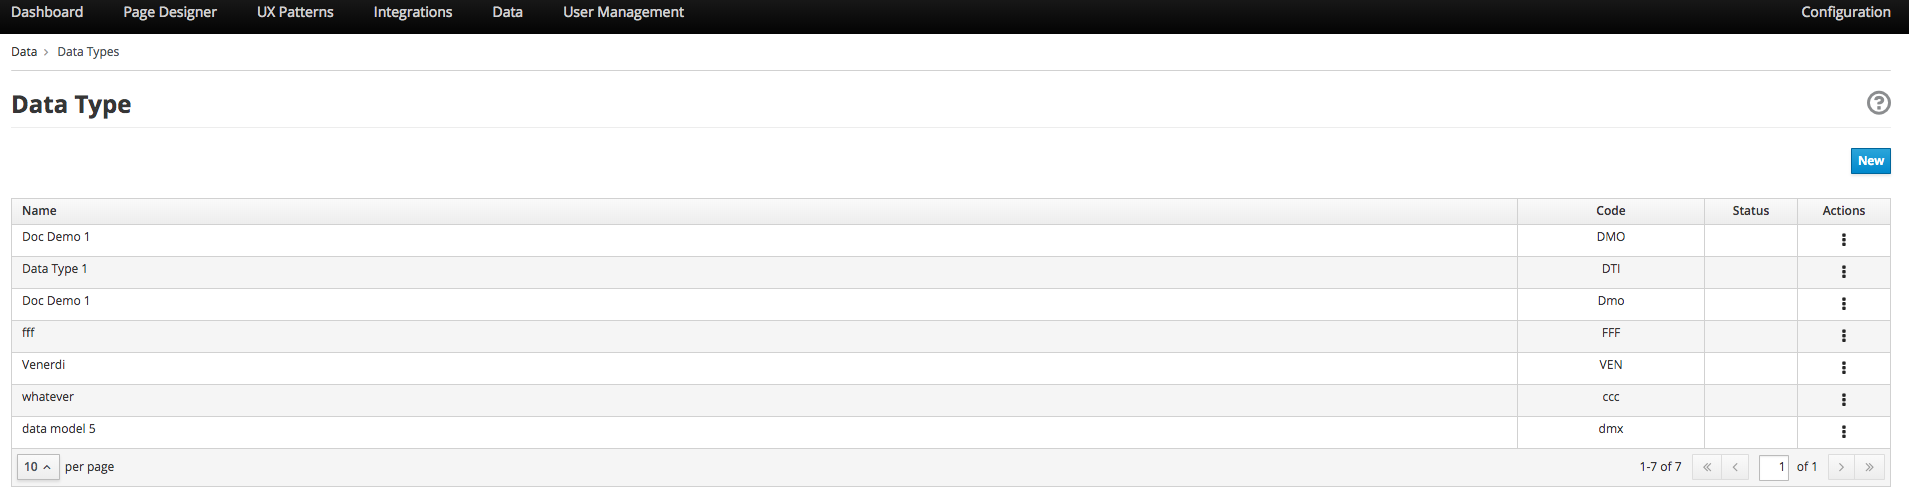 Dashboard Page Designer UX Patterns Integrations Data User Management Configuration
Data > Data Types
Data Type
?
New
Name Code Status Actions
Doc Demo 1 DMO
Data Type 1 DTI
Doc Demo 1 Dmo
fff FFF
Venerdi VEN
whatever ccc
data model 5 dmx
10 per page 1-7 of 7 « ‹ 1 of 1 › »